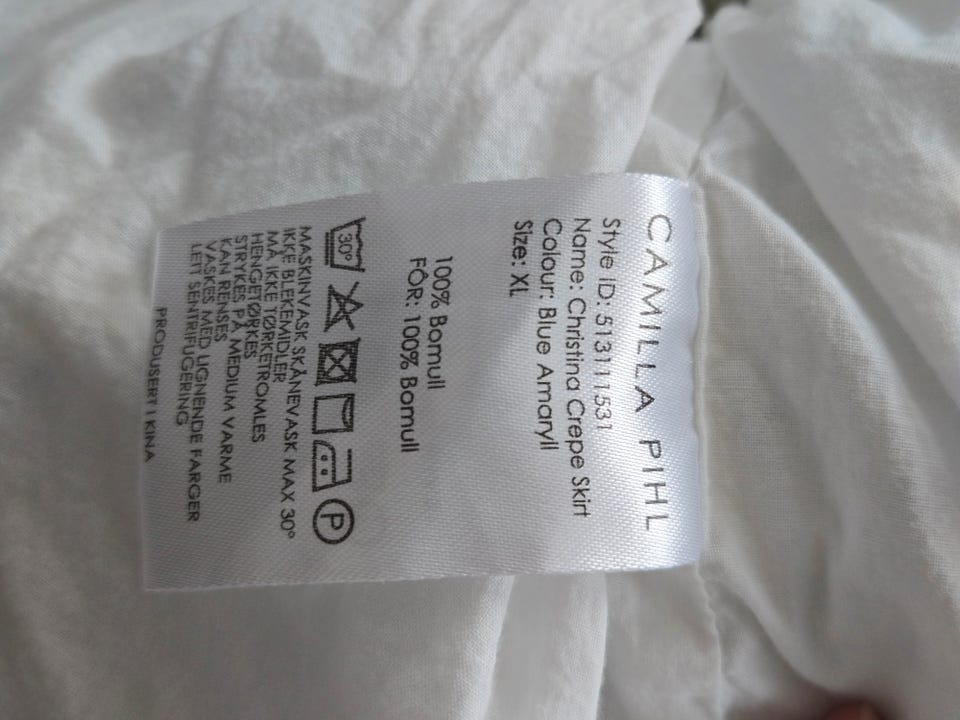 CAMILLA PIHL
Style ID: 513111531
Name: Christina Crepe Skirt
Colour: Blue Amaryll
Size: XL
100% Bomull
FÔR: 100% Bomull
30° P
MASKINVASK SKÅNEVASK MAX 30°
IKKE BLEKEMIDLER
MÅ IKKE TØRKETROMLES
HENGETØRKES
STRYKES PÅ MEDIUM VARME
KAN RENSES
VASKES MED LIGNENDE FARGER
LETT SENTRIFUGERING
PRODUSERT I KINA